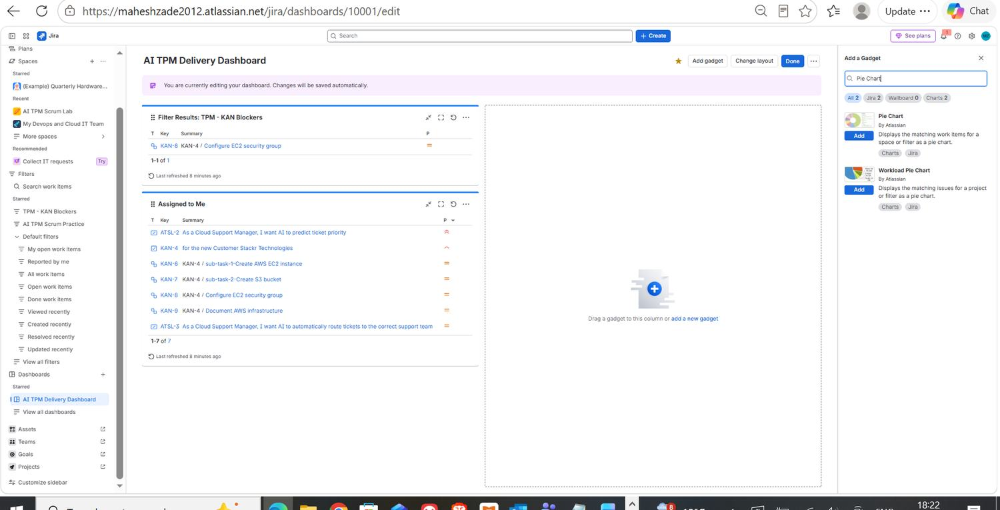 https://maheshzade2012.atlassian.net/jira/dashboards/10001/edit
Update
Chat
Jira
Search
+ Create
See plans
1
MZ
Plans
Spaces
Starred
(Example) Quarterly Hardware...
Recent
AI TPM Scrum Lab
My Devops and Cloud IT Team
More spaces
Recommended
Collect IT requests Try
Filters
Search work items
Starred
TPM - KAN Blockers
AI TPM Scrum Practice
Default filters
My open work items
Reported by me
All work items
Open work items
Done work items
Viewed recently
Created recently
Resolved recently
Updated recently
View all filters
Dashboards
Starred
AI TPM Delivery Dashboard
View all dashboards
Assets
Teams
Goals
Projects
Customize sidebar
AI TPM Delivery Dashboard
Add gadget
Change layout
Done
You are currently editing your dashboard. Changes will be saved automatically.
Filter Results: TPM - KAN Blockers
T Key Summary P
KAN-8 KAN-4 / Configure EC2 security group
1-1 of 1
Last refreshed 8 minutes ago
Assigned to Me
T Key Summary P
ATSL-2 As a Cloud Support Manager, I want AI to predict ticket priority
KAN-4 for the new Customer Stackr Technologies
KAN-6 KAN-4 / sub-task-1-Create AWS EC2 instance
KAN-7 KAN-4 / sub-task-2-Create S3 bucket
KAN-8 KAN-4 / Configure EC2 security group
KAN-9 KAN-4 / Document AWS infrastructure
ATSL-3 As a Cloud Support Manager, I want AI to automatically route tickets to the correct support team
1-7 of 7
Last refreshed 8 minutes ago
Drag a gadget to this column or add a new gadget
Add a Gadget
Pie Chart
All 2 Jira 2 Wallboard 0 Charts 2
Pie Chart
By Atlassian
Add
Displays the matching work items for a
space or filter as a pie chart.
Charts Jira
Workload Pie Chart
By Atlassian
Add
Displays the matching issues for a
project or filter as a pie chart.
Charts Jira
8
18:22